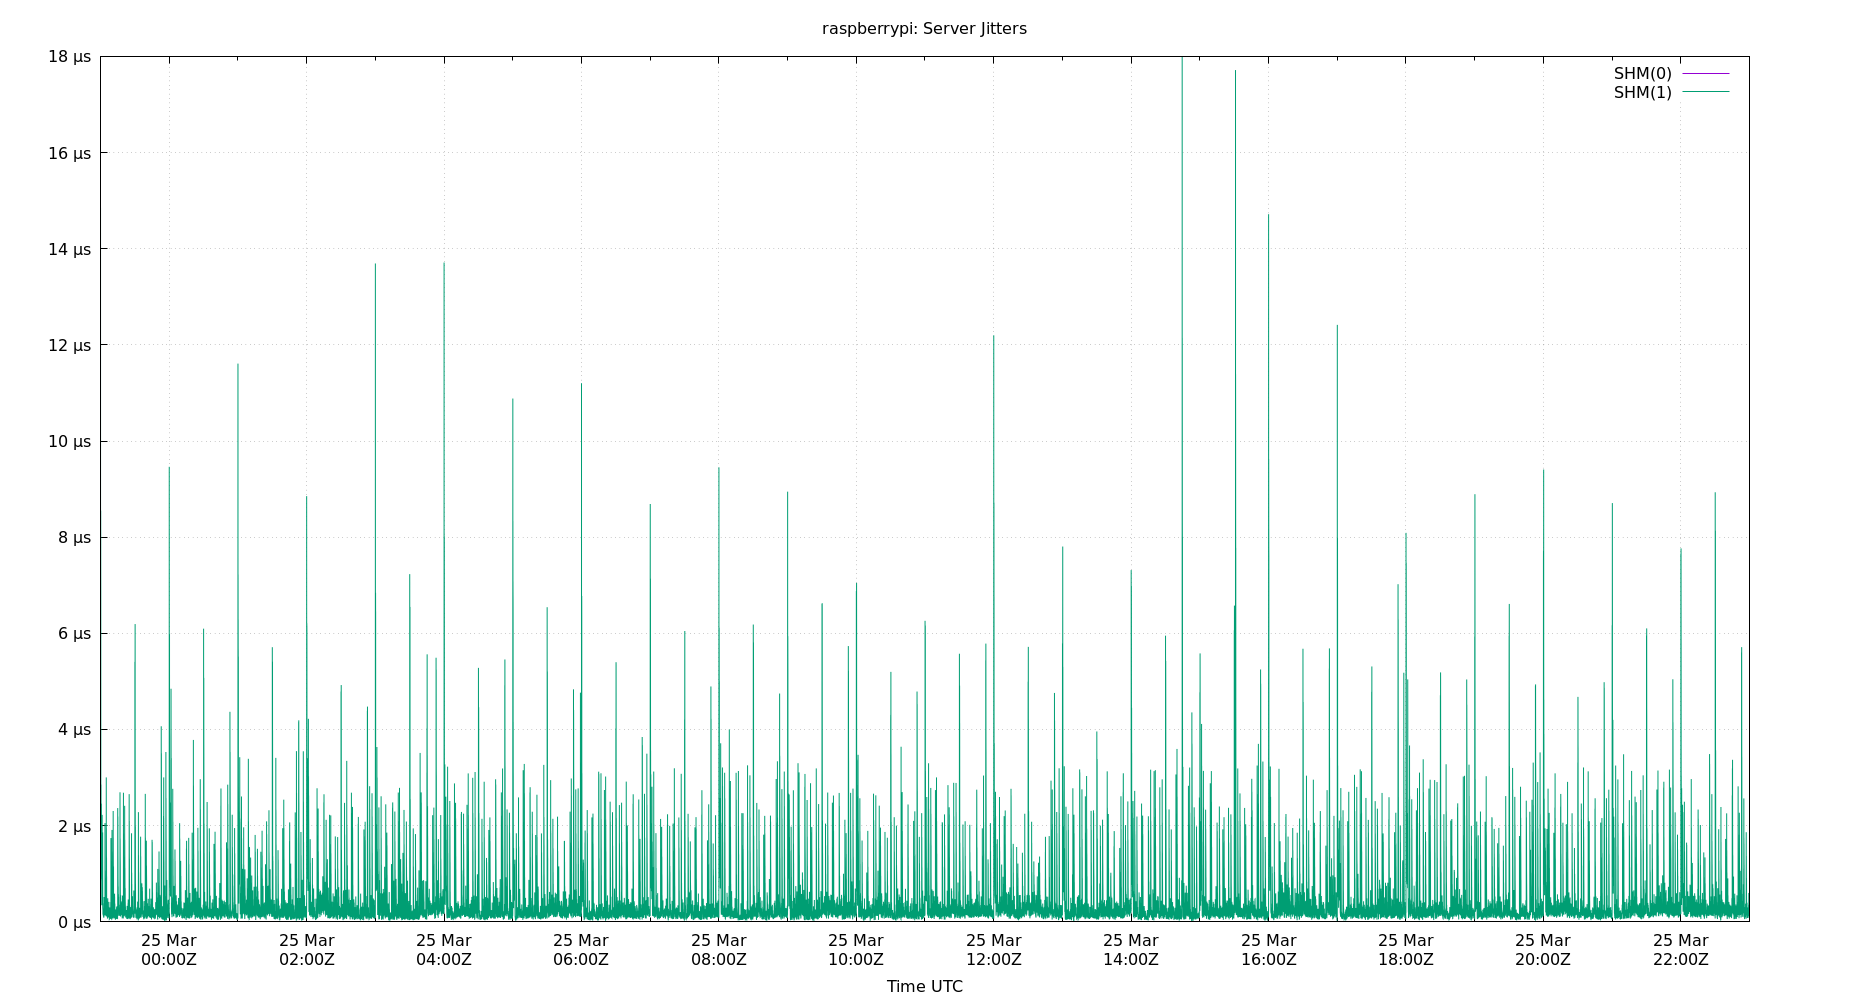 raspberrypi: Server Jitters
18 μs
16 μs
14 μs
12 μs
10 μs
8 μs
6 μs
4 μs
2 μs
0 μs
SHM(0)
SHM(1)
25 Mar 25 Mar 25 Mar 25 Mar 25 Mar 25 Mar 25 Mar 25 Mar 25 Mar 25 Mar 25 Mar 25 Mar
00:00Z 02:00Z 04:00Z 06:00Z 08:00Z 10:00Z 12:00Z 14:00Z 16:00Z 18:00Z 20:00Z 22:00Z
Time UTC